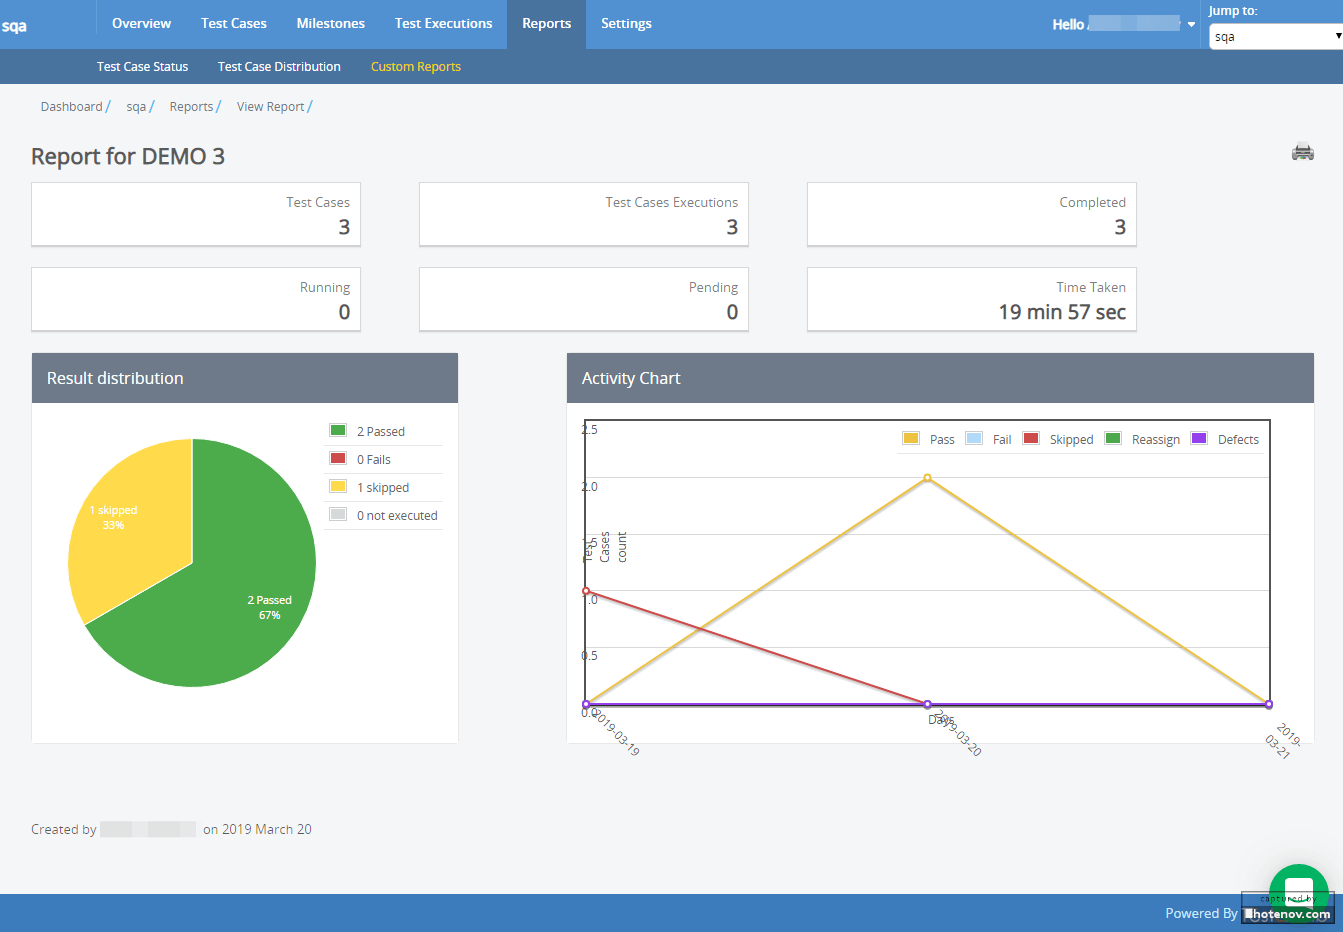 sqa
Overview Test Cases Milestones Test Executions Reports Settings
Hello
Jump to:
sqa
Test Case Status Test Case Distribution Custom Reports
Dashboard / sqa / Reports / View Report /
Report for DEMO 3
Test Cases
3
Test Cases Executions
3
Completed
3
Running
0
Pending
0
Time Taken
19 min 57 sec
Result distribution
2 Passed
0 Fails
1 skipped
0 not executed
1 skipped
33%
2 Passed
67%
Activity Chart
Pass Fail Skipped Reassign Defects
2.5
2.0
1.5
1.0
0.5
0.0
Test
Cases
count
2019-03-19
2019-03-20
2019-
03-21
Days
Created by on 2019 March 20
Powered By
captured by
hotenov.com